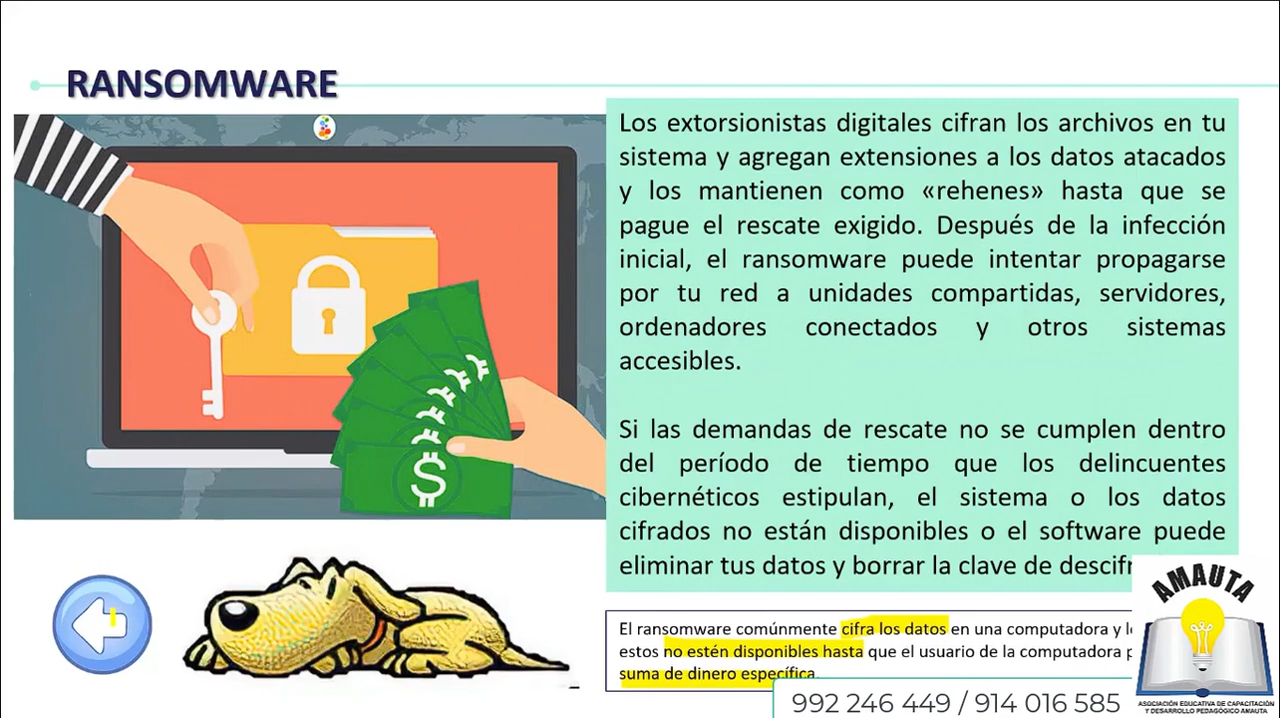 RANSOMWARE
Los extorsionistas digitales cifran los archivos en tu
sistema y agregan extensiones a los datos atacados
y los mantienen como «rehenes» hasta que se
pague el rescate exigido. Después de la infección
inicial, el ransomware puede intentar propagarse
por tu red a unidades compartidas, servidores,
ordenadores conectados y otros sistemas
accesibles.
Si las demandas de rescate no se cumplen dentro
del período de tiempo que los delincuentes
cibernéticos estipulan, el sistema o los datos
cifrados no están disponibles o el software puede
eliminar tus datos y borrar la clave de descifr
El ransomware comúnmente cifra los datos en una computadora y
estos no estén disponibles hasta que el usuario de la computadora
suma de dinero específica.
$
992 246 449 / 914 016 585
AMAUTA
ASOCIACIÓN EDUCATIVA DE CAPACITACIÓN
Y DESARROLLO PEDAGÓGICO AMAUTA